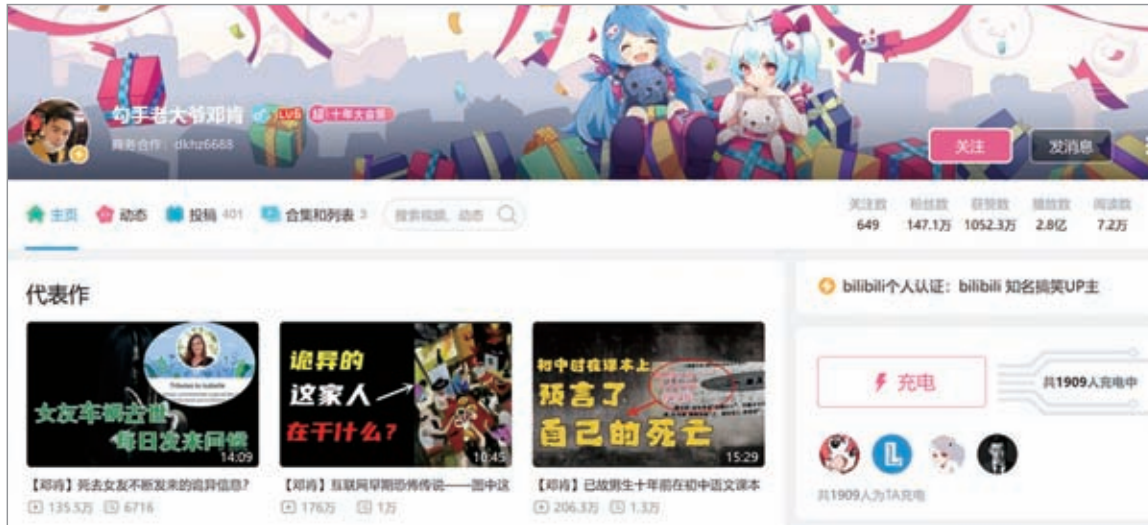 勾手老大爷邓肯 LV6 十年大会员
商务合作：dkhz6688
关注 发消息
主页 动态 投稿 401 合集和列表 3 搜索视频、动态
关注数 粉丝数 获赞数 播放数 阅读数
649 147.1万 1052.3万 2.8亿 7.2万
代表作
bilibili个人认证：bilibili 知名搞笑UP主
女友车祸去世
每日发来问候
14:09
诡异的
这家人
在干什么？
10:45
初中时在课本上
预言了
自己的死亡
15:29
【邓肯】死去女友不断发来的诡异信息？
135.5万 6716
【邓肯】互联网早期恐怖传说——图中这
176万 1万
【邓肯】已故男生十年前在初中语文课本
206.3万 1.3万
充电
共1909人充电中
共1909人为TA充电